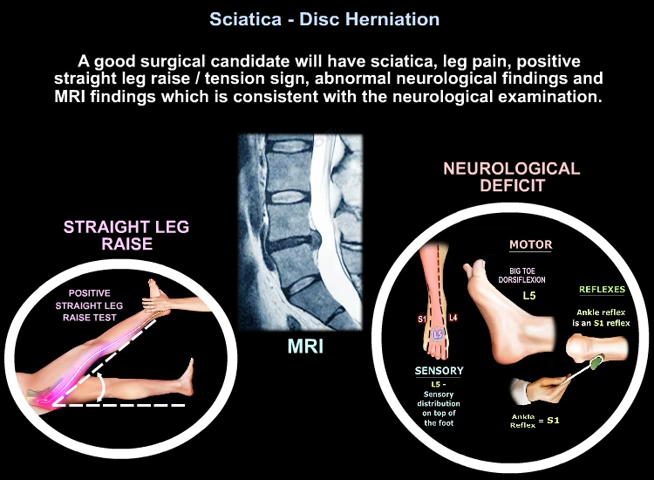 Sciatica - Disc Herniation
A good surgical candidate will have sciatica, leg pain, positive
straight leg raise / tension sign, abnormal neurological findings and
MRI findings which is consistent with the neurological examination.
STRAIGHT LEG
RAISE
POSITIVE
STRAIGHT LEG
RAISE TEST
MRI
NEUROLOGICAL
DEFICIT
MOTOR
BIG TOE
DORSIFLEXION
L5
REFLEXES
Ankle reflex
is an S1 reflex
S1
L4
L5
SENSORY
L5 -
Sensory
distribution
on top of
the foot
Ankle
Reflex = S1